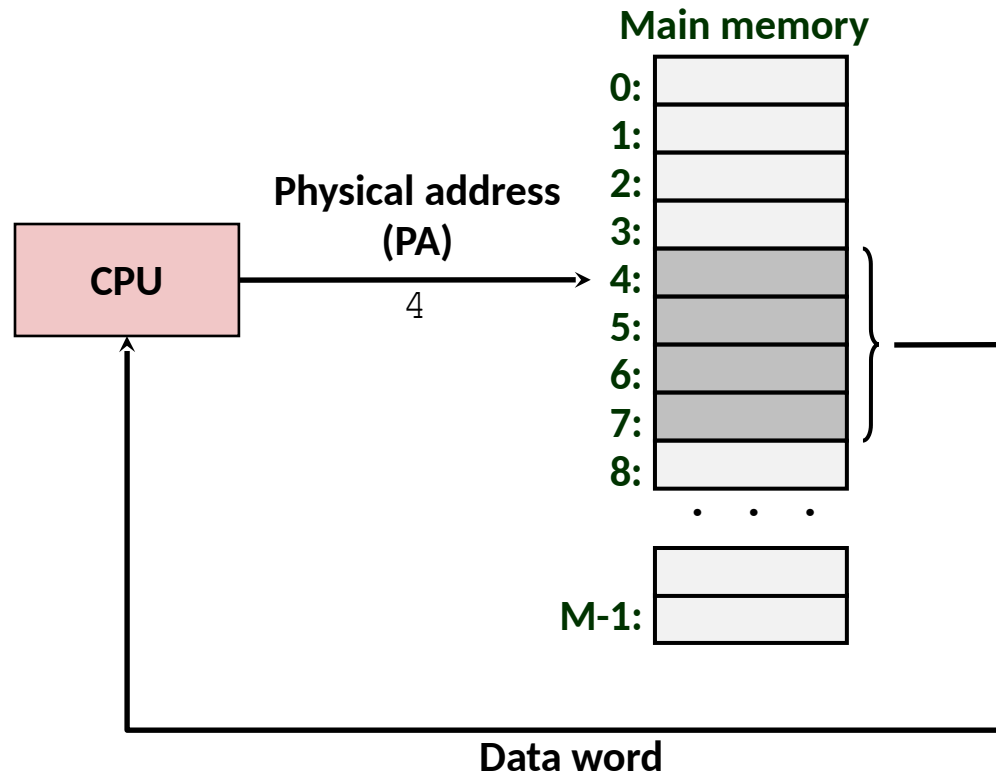 Main memory
0:
1:
2:
3:
4:
5:
6:
7:
8:
. . .
M-1:
Physical address
(PA)
4
CPU
Data word